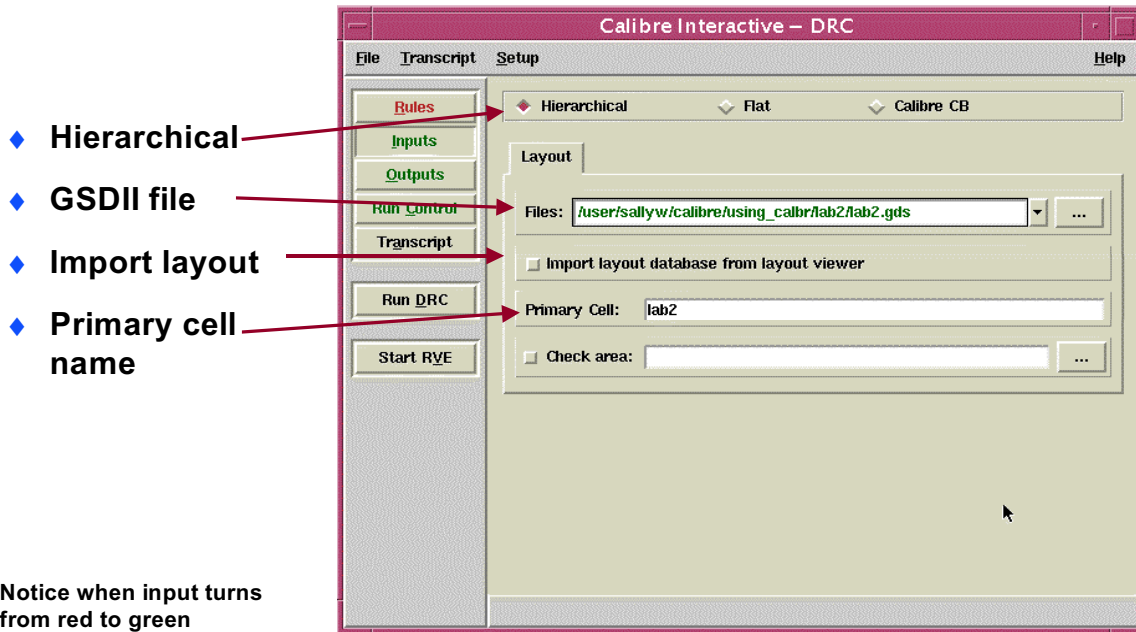 Calibre Interactive – DRC
File Transcript Setup Help
Rules
Inputs
Outputs
Run Control
Transcript
Run DRC
Start RVE
Hierarchical Flat Calibre CB
Layout
Files: /user/sallyw/calibre/using_calbr/lab2/lab2.gds ...
Import layout database from layout viewer
Primary Cell: lab2
Check area: ...
♦ Hierarchical
♦ GSDII file
♦ Import layout
♦ Primary cell
name
Notice when input turns
from red to green